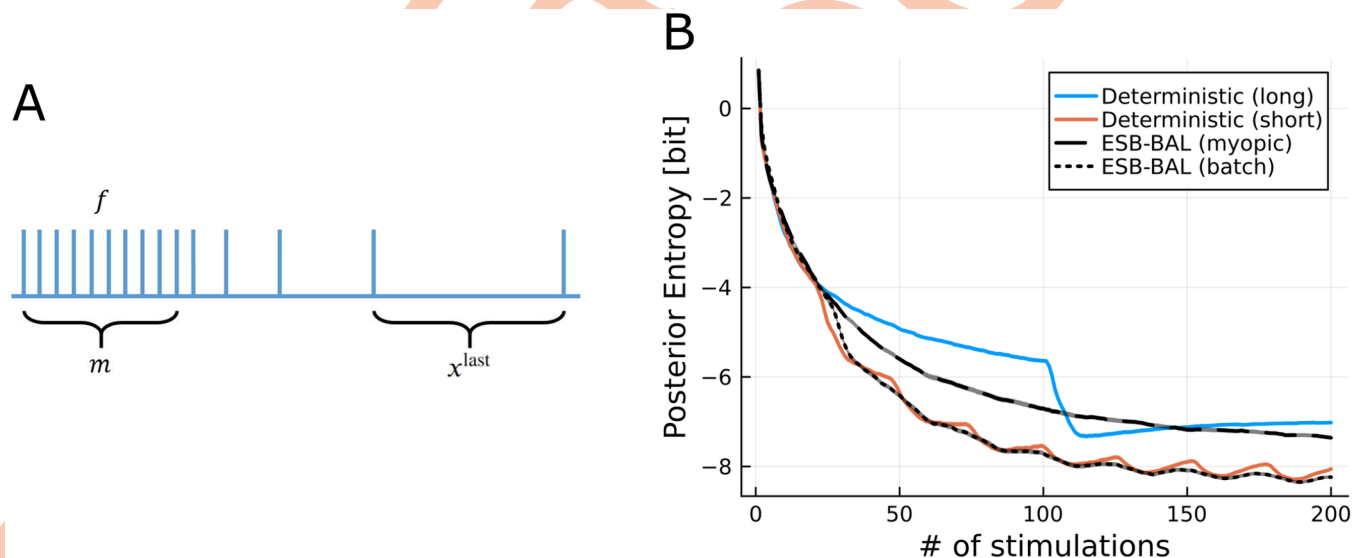 A
f
m
x^last
B
Posterior Entropy [bit]
0
−2
−4
−6
−8
Deterministic (long)
Deterministic (short)
ESB-BAL (myopic)
ESB-BAL (batch)
0 50 100 150 200
# of stimulations